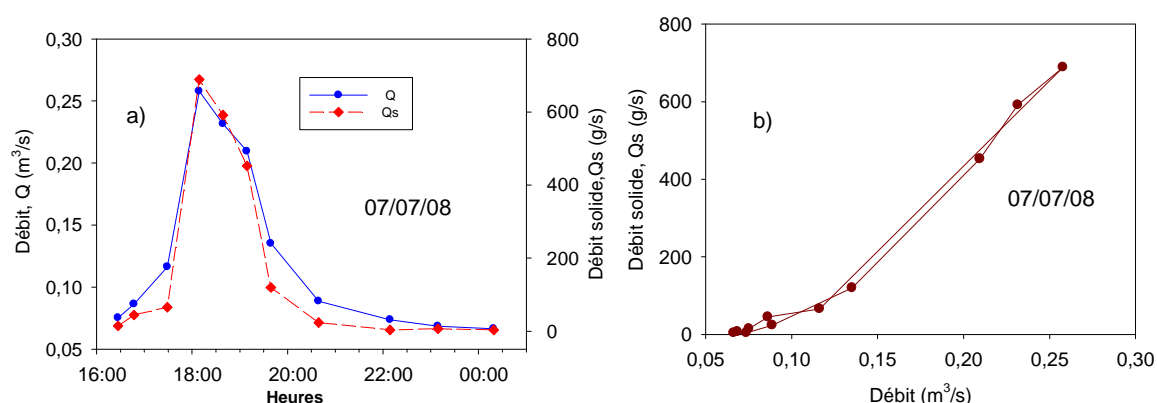 a)
Q
Qs
07/07/08
Débit, Q (m³/s)
0,30
0,25
0,20
0,15
0,10
0,05
800
600
400
200
0
Débit solide,Qs (g/s)
16:00 18:00 20:00 22:00 00:00
Heures
b)
07/07/08
Débit solide, Qs (g/s)
800
600
400
200
0
0,05 0,10 0,15 0,20 0,25 0,30
Débit (m³/s)